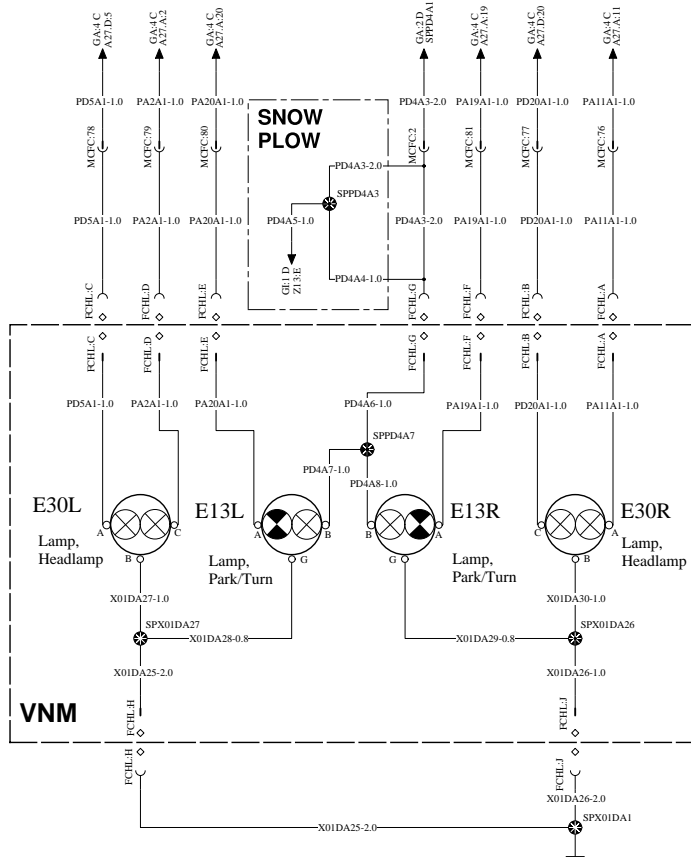 GA:4 C
A27.D:5
GA:4 C
A27.A:2
GA:4 C
A27.A:20
GA:2 D
SPPD4A1
GA:4 C
A27.A:19
GA:4 C
A27.D:20
GA:4 C
A27.A:11
PD5A1-1.0
PA2A1-1.0
PA20A1-1.0
PD4A3-2.0
PA19A1-1.0
PD20A1-1.0
PA11A1-1.0
SNOW
PLOW
MCFC:78
MCFC:79
MCFC:80
MCFC:2
MCFC:81
MCFC:77
MCFC:76
PD4A3-2.0
SPPD4A3
PD5A1-1.0
PA2A1-1.0
PA20A1-1.0
PD4A5-1.0
PD4A3-2.0
PA19A1-1.0
PD20A1-1.0
PA11A1-1.0
GI:1 D
Z13:E
PD4A4-1.0
FCHL:C
FCHL:D
FCHL:E
FCHL:G
FCHL:F
FCHL:B
FCHL:A
FCHL:C
FCHL:D
FCHL:E
FCHL:G
FCHL:F
FCHL:B
FCHL:A
PD5A1-1.0
PA2A1-1.0
PA20A1-1.0
PD4A6-1.0
PA19A1-1.0
PD20A1-1.0
PA11A1-1.0
SPPD4A7
PD4A7-1.0
PD4A8-1.0
E30L
E13L
E13R
E30R
A
C
A
B
B
A
C
A
Lamp,
Headlamp
Lamp,
Park/Turn
Lamp,
Park/Turn
Lamp,
Headlamp
B
G
G
B
X01DA27-1.0
X01DA30-1.0
SPX01DA27
SPX01DA26
X01DA28-0.8
X01DA29-0.8
X01DA25-2.0
X01DA26-1.0
VNM
FCHL:H
FCHL:J
FCHL:H
FCHL:J
X01DA26-2.0
SPX01DA1
X01DA25-2.0